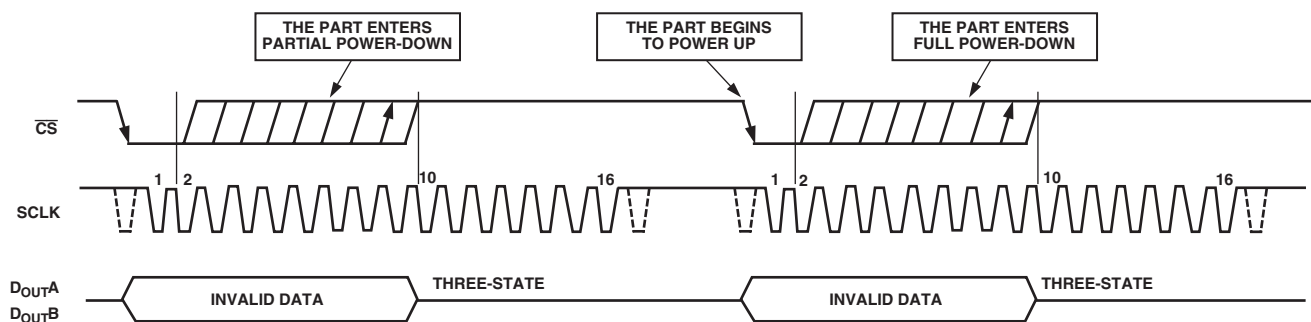 THE PART ENTERS
PARTIAL POWER-DOWN
THE PART BEGINS
TO POWER UP
THE PART ENTERS
FULL POWER-DOWN
CS
SCLK
1 2 10 16 1 2 10 16
DOUTA
DOUTB
INVALID DATA
THREE-STATE
INVALID DATA
THREE-STATE